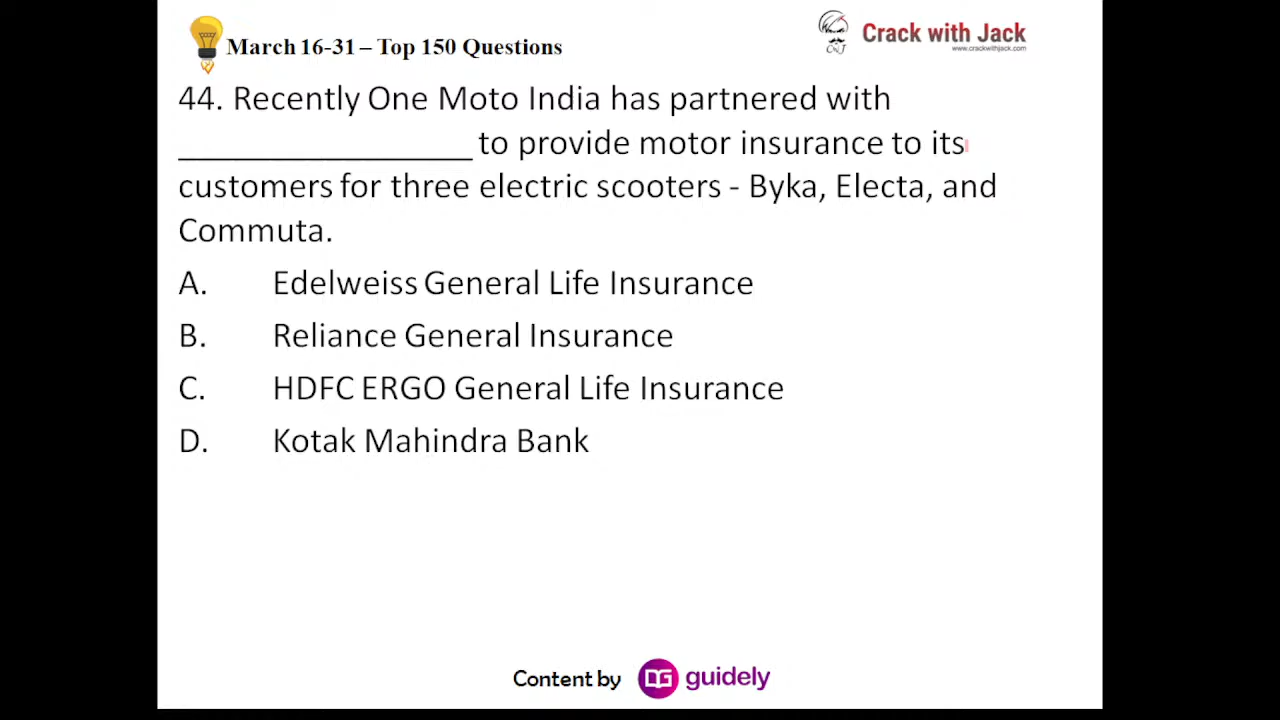 March 16-31 – Top 150 Questions
Crack with Jack
www.crackwithjack.com
CWJ
44. Recently One Moto India has partnered with
_________________ to provide motor insurance to its
customers for three electric scooters - Byka, Electa, and
Commuta.
A. Edelweiss General Life Insurance
B. Reliance General Insurance
C. HDFC ERGO General Life Insurance
D. Kotak Mahindra Bank
Content by guidely